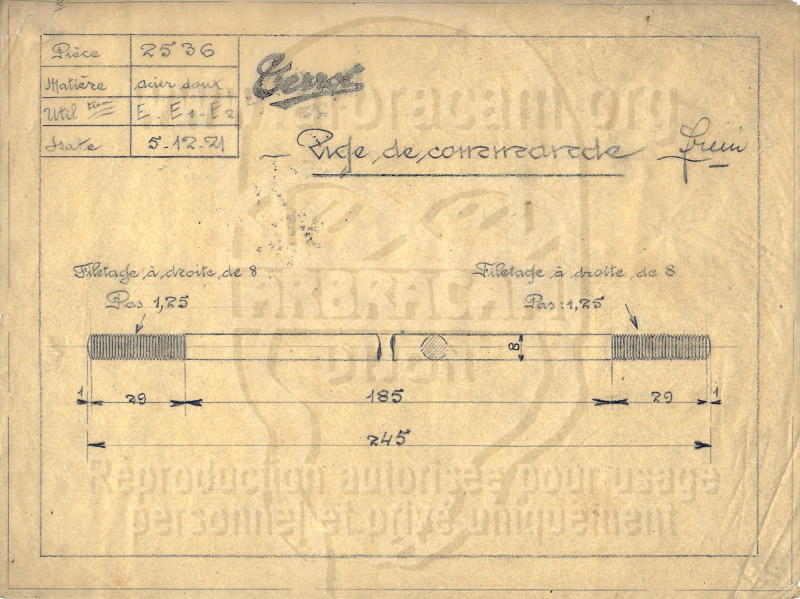 Pièce 2536
Matière acier doux
Util tion E - E1 - E2
Date 5-12-21
Terrot
- Tige de commande frein
Filetage à droite de 8
Pas 1,25
Filetage à droite de 8
Pas : 1,25
8
1 29 185 29 1
245
ARBRACAM
Reproduction autorisée pour usage
personnel et privé uniquement